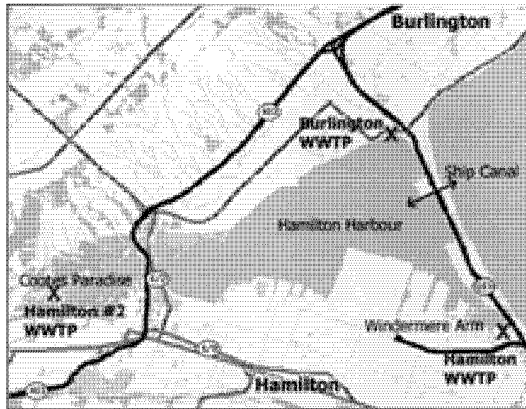 Burlington
Burlington
WWTP
Ship Canal
Hamilton Harbour
Cootes Paradise
Hamilton #2
WWTP
Windermere Arm
Hamilton
WWTP
Hamilton